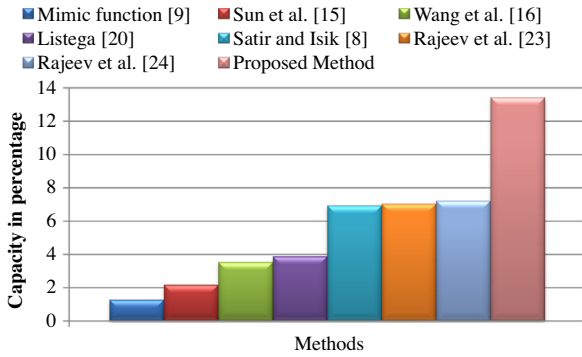 Mimic function [9] Sun et al. [15] Wang et al. [16]
Listega [20] Satir and Isik [8] Rajeev et al. [23]
Rajeev et al. [24] Proposed Method
Capacity in percentage
14
12
10
8
6
4
2
0
Methods